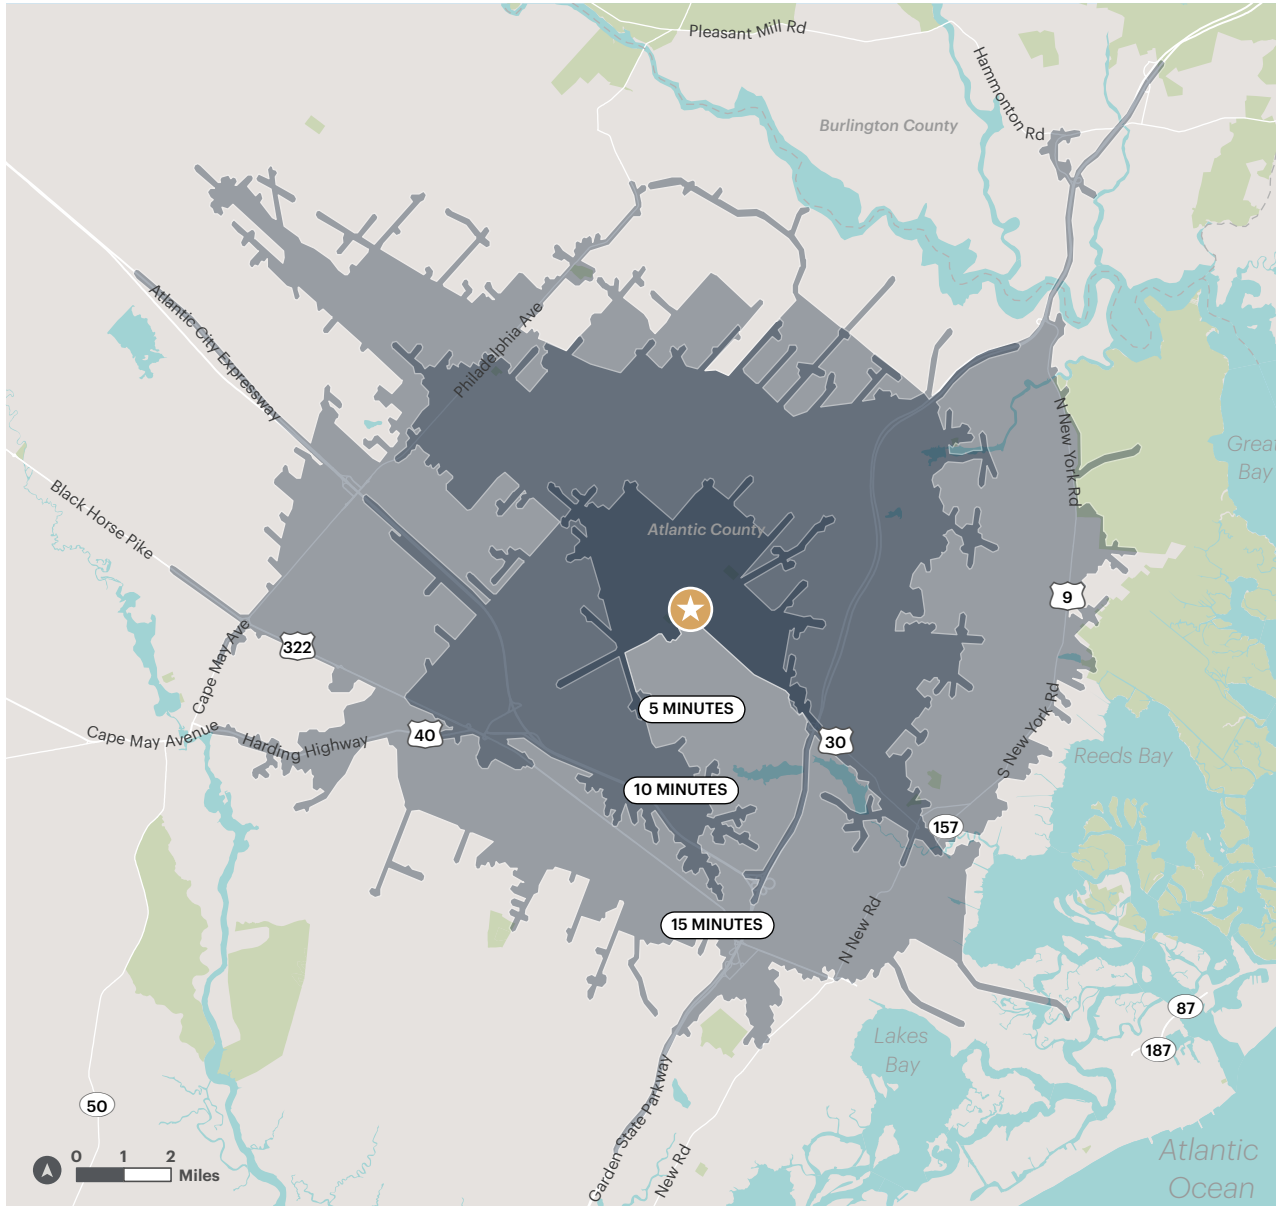 Pleasant Mill Rd
Hammonton Rd
Burlington County
Atlantic City Expressway
Philadelphia Ave
N New York Rd
Great
Bay
Black Horse Pike
Atlantic County
9
322
Cape May Ave
5 MINUTES
S New York Rd
Cape May Avenue
Harding Highway
40
30
Reeds Bay
10 MINUTES
157
15 MINUTES
N New Rd
87
Lakes
Bay
187
50
Garden State Parkway
New Rd
0 1 2
Miles
Atlantic
Ocean